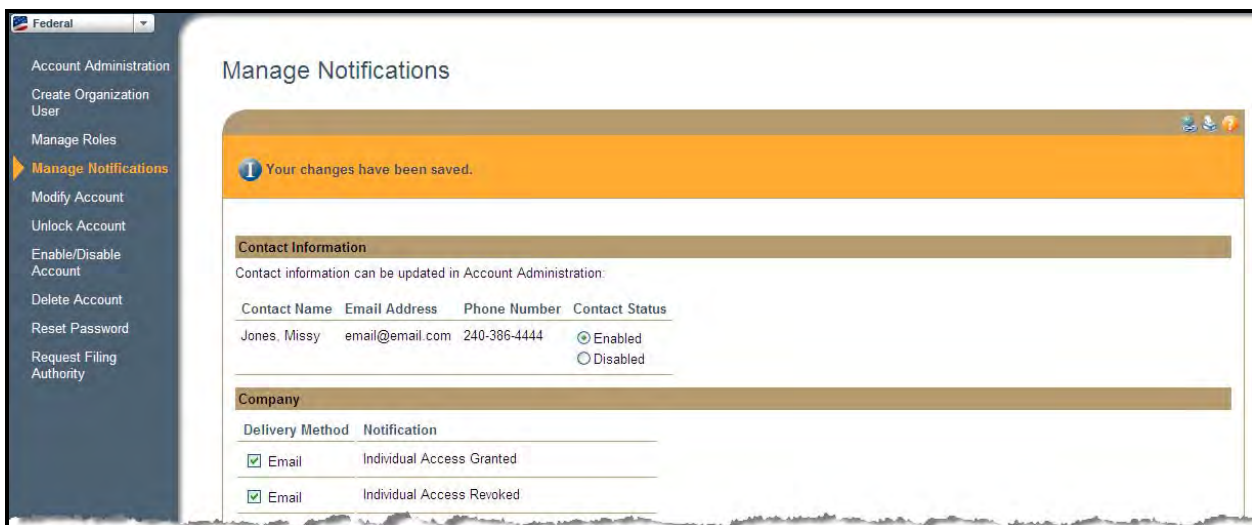 Federal
Account Administration
Create Organization
User
Manage Roles
Manage Notifications
Modify Account
Unlock Account
Enable/Disable
Account
Delete Account
Reset Password
Request Filing
Authority
Manage Notifications
Your changes have been saved.
Contact Information
Contact information can be updated in Account Administration:
Contact Name Email Address Phone Number Contact Status
Jones, Missy email@email.com 240-386-4444 Enabled
Disabled
Company
Delivery Method Notification
Email Individual Access Granted
Email Individual Access Revoked